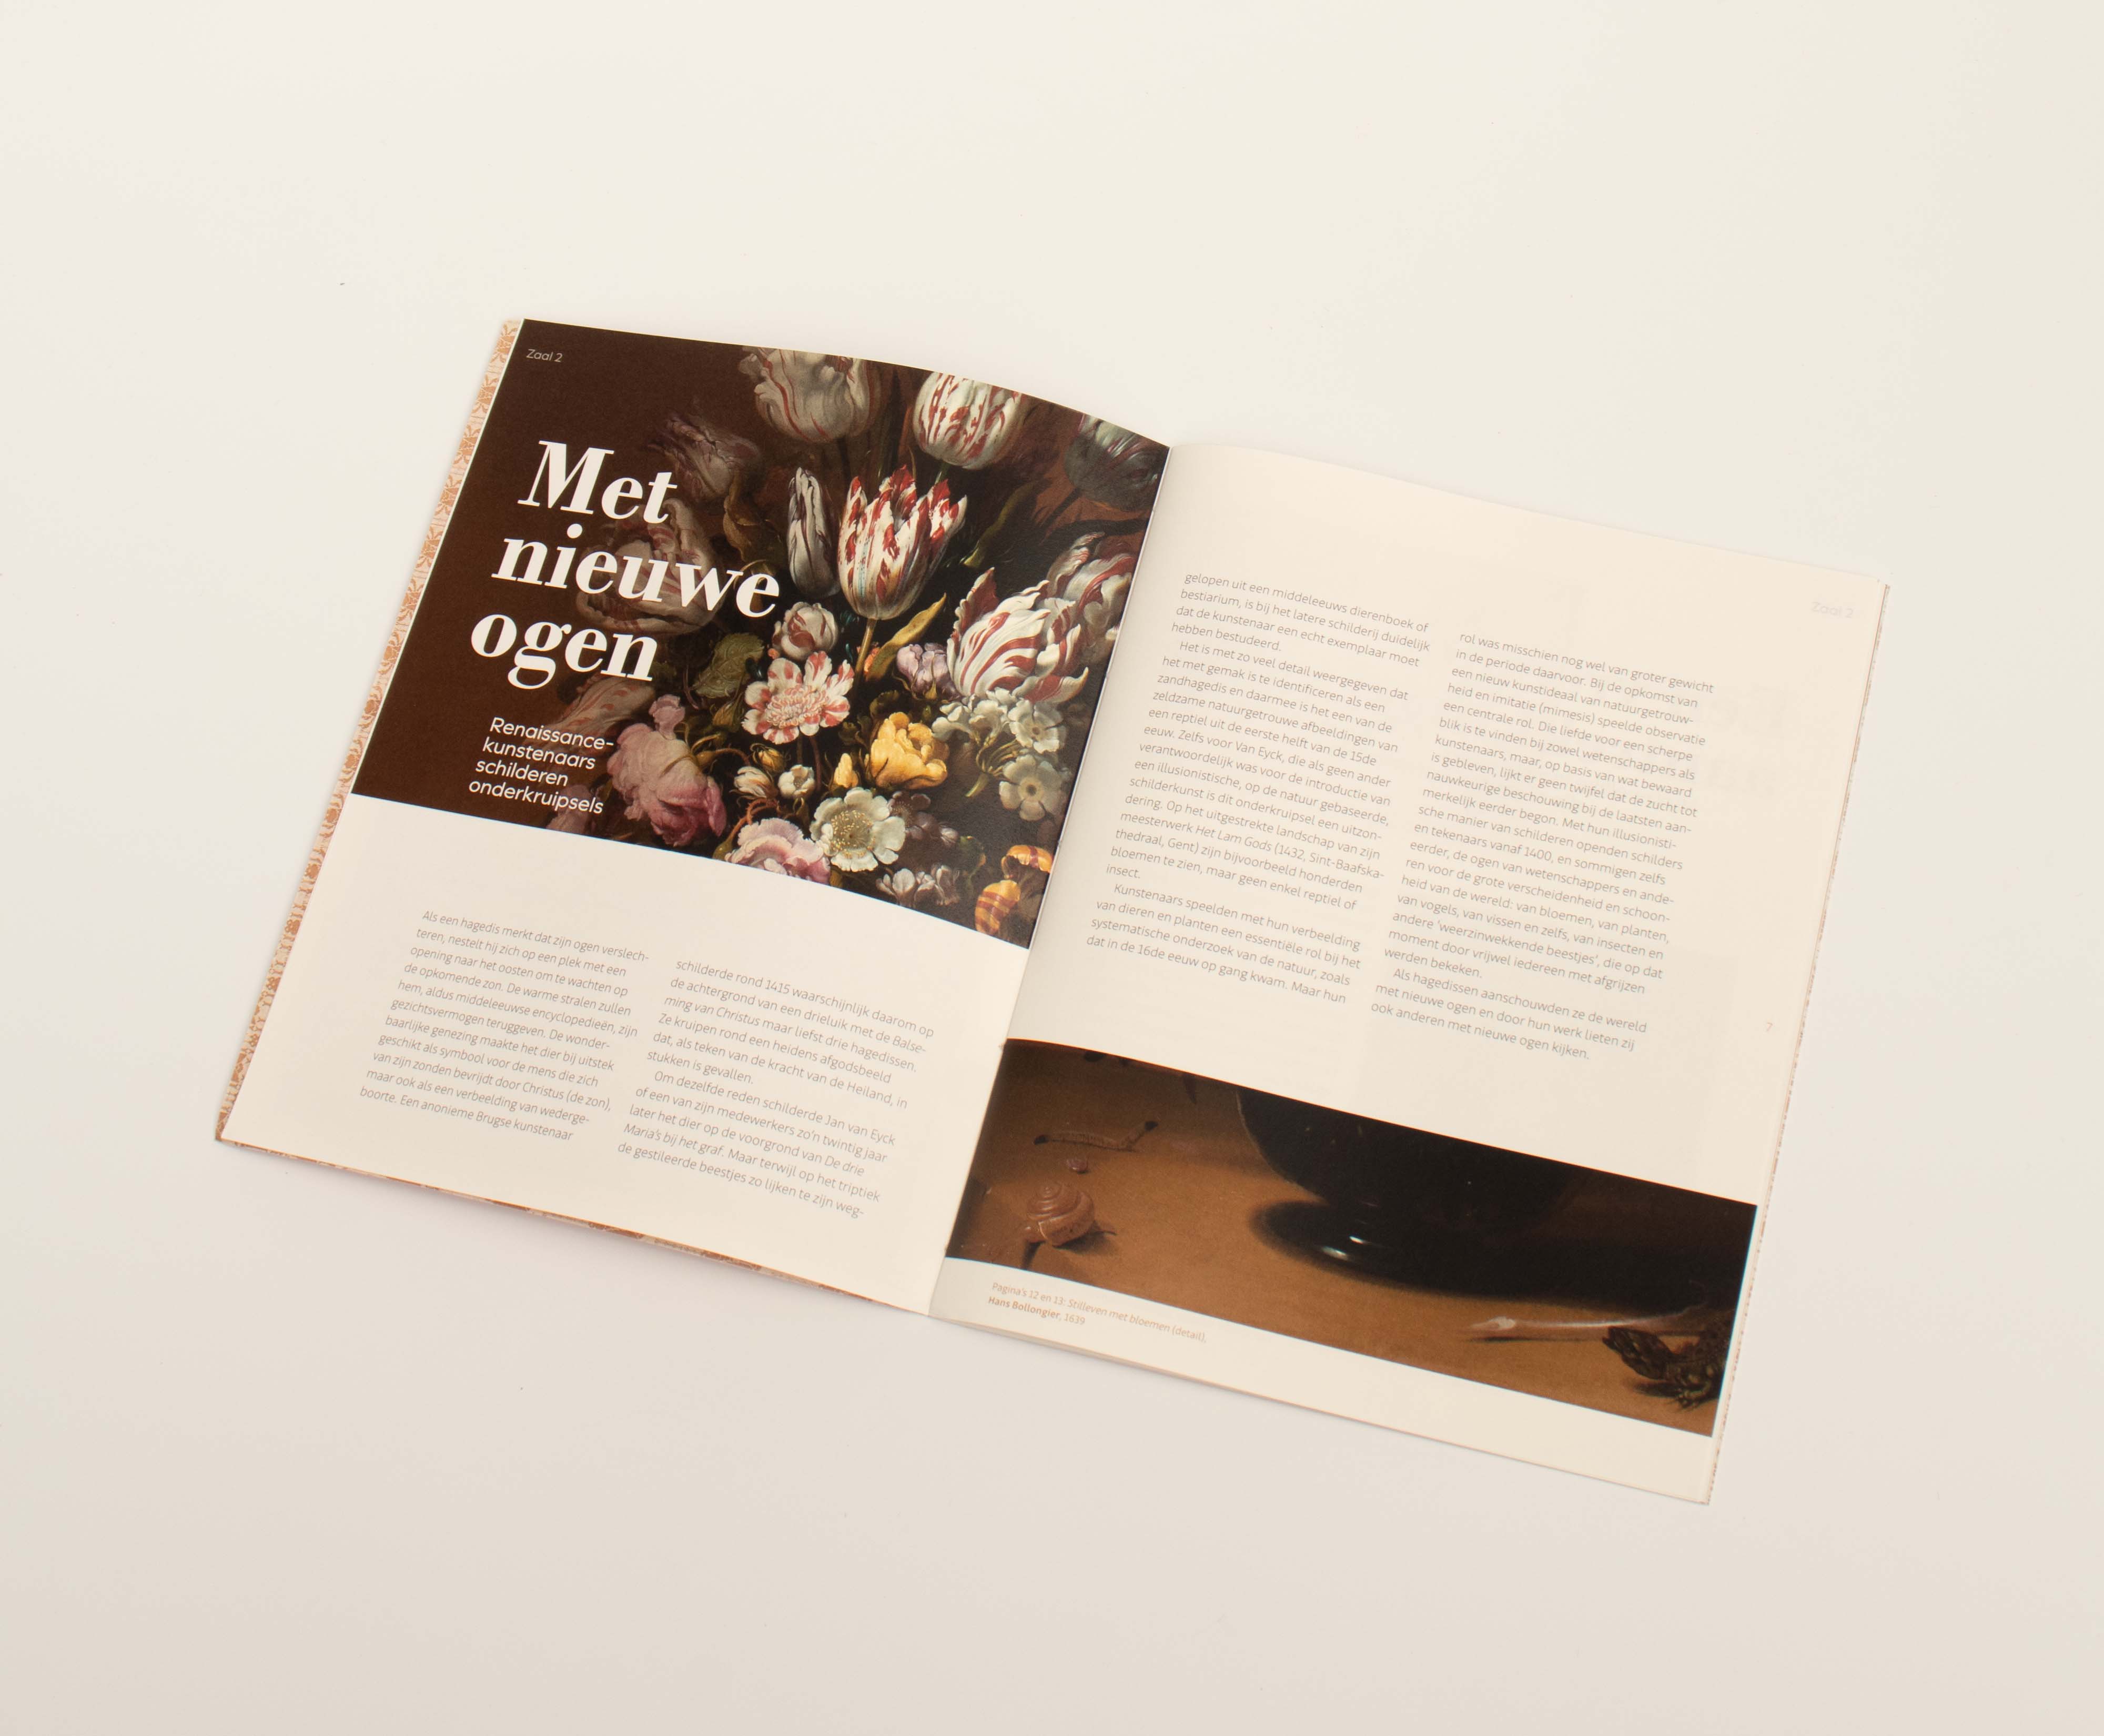 Zaal 2
Met
nieuwe
ogen
Renaissance-
kunstenaars
schilderen
onderkruipsels
Als een hagedis merkt dat zijn ogen verslech-
teren, nestelt hij zich op een plek met een
opening naar het oosten om te wachten op
de opkomende zon. De warme stralen zullen
hem, aldus middeleeuwse encyclopedieën, zijn
gezichtsvermogen teruggeven. De wonder-
baarlijke genezing maakte het dier bij uitstek
geschikt als symbool voor de mens die zich
van zijn zonden bevrijdt door Christus (de zon),
maar ook als een verbeelding van wederge-
boorte. Een anonieme Brugse kunstenaar
schilderde rond 1415 waarschijnlijk daarom op
de achtergrond van een drieluik met de Balse-
ming van Christus maar liefst drie hagedissen.
Ze kruipen rond een heidens afgodsbeeld
dat, als teken van de kracht van de Heiland, in
stukken is gevallen.
Om dezelfde reden schilderde Jan van Eyck
of een van zijn medewerkers zo'n twintig jaar
later het dier op de voorgrond van De drie
Maria's bij het graf. Maar terwijl op het triptiek
de gestileerde beestjes zo lijken te zijn weg-
gelopen uit een middeleeuws dierenboek of
bestiarium, is bij het latere schilderij duidelijk
dat de kunstenaar een echt exemplaar moet
hebben bestudeerd.
Het is met zo veel detail weergegeven dat
het met gemak is te identificeren als een
zandhagedis en daarmee is het een van de
zeldzame natuurgetrouwe afbeeldingen van
een reptiel uit de eerste helft van de 15de
eeuw. Zelfs voor Van Eyck, die als geen ander
verantwoordelijk was voor de introductie van
een illusionistische, op de natuur gebaseerde,
schilderkunst is dit onderkruipsel een uitzon-
dering. Op het uitgestrekte landschap van zijn
meesterwerk Het Lam Gods (1432, Sint-Baafska-
thedraal, Gent) zijn bijvoorbeeld honderden
bloemen te zien, maar geen enkel reptiel of
insect.
Kunstenaars speelden met hun verbeelding
van dieren en planten een essentiële rol bij het
systematische onderzoek van de natuur, zoals
dat in de 16de eeuw op gang kwam. Maar hun
Zaal 2
rol was misschien nog wel van groter gewicht
in de periode daarvoor. Bij de opkomst van
een nieuw kunstideaal van natuurgetrouw-
heid en imitatie (mimesis) speelde observatie
een centrale rol. Die liefde voor een scherpe
blik is te vinden bij zowel wetenschappers als
kunstenaars, maar, op basis van wat bewaard
is gebleven, lijkt er geen twijfel dat de zucht tot
nauwkeurige beschouwing bij de laatsten aan-
merkelijk eerder begon. Met hun illusionisti-
sche manier van schilderen openden schilders
en tekenaars vanaf 1400, en sommigen zelfs
eerder, de ogen van wetenschappers en ande-
ren voor de grote verscheidenheid en schoon-
heid van de wereld: van bloemen, van planten,
van vogels, van vissen en zelfs, van insecten en
andere 'weerzinwekkende beestjes', die op dat
moment door vrijwel iedereen met afgrijzen
werden bekeken.
Als hagedissen aanschouwden ze de wereld
met nieuwe ogen en door hun werk lieten zij
ook anderen met nieuwe ogen kijken.
7
Pagina's 12 en 13: Stilleven met bloemen (detail),
Hans Bollongier, 1639